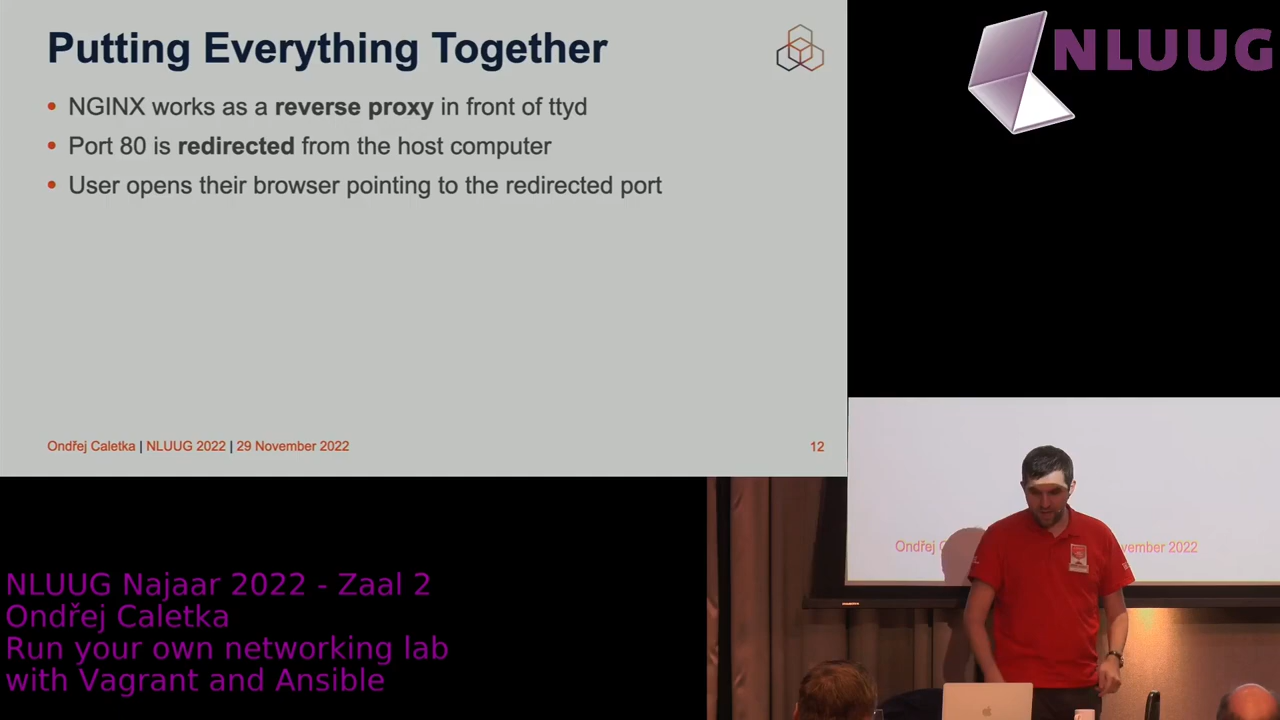 Putting Everything Together
• NGINX works as a reverse proxy in front of ttyd
• Port 80 is redirected from the host computer
• User opens their browser pointing to the redirected port
Ondřej Caletka | NLUUG 2022 | 29 November 2022
12
NLUUG
Ondřej C
vember 2022
NLUUG Najaar 2022 - Zaal 2
Ondřej Caletka
Run your own networking lab
with Vagrant and Ansible